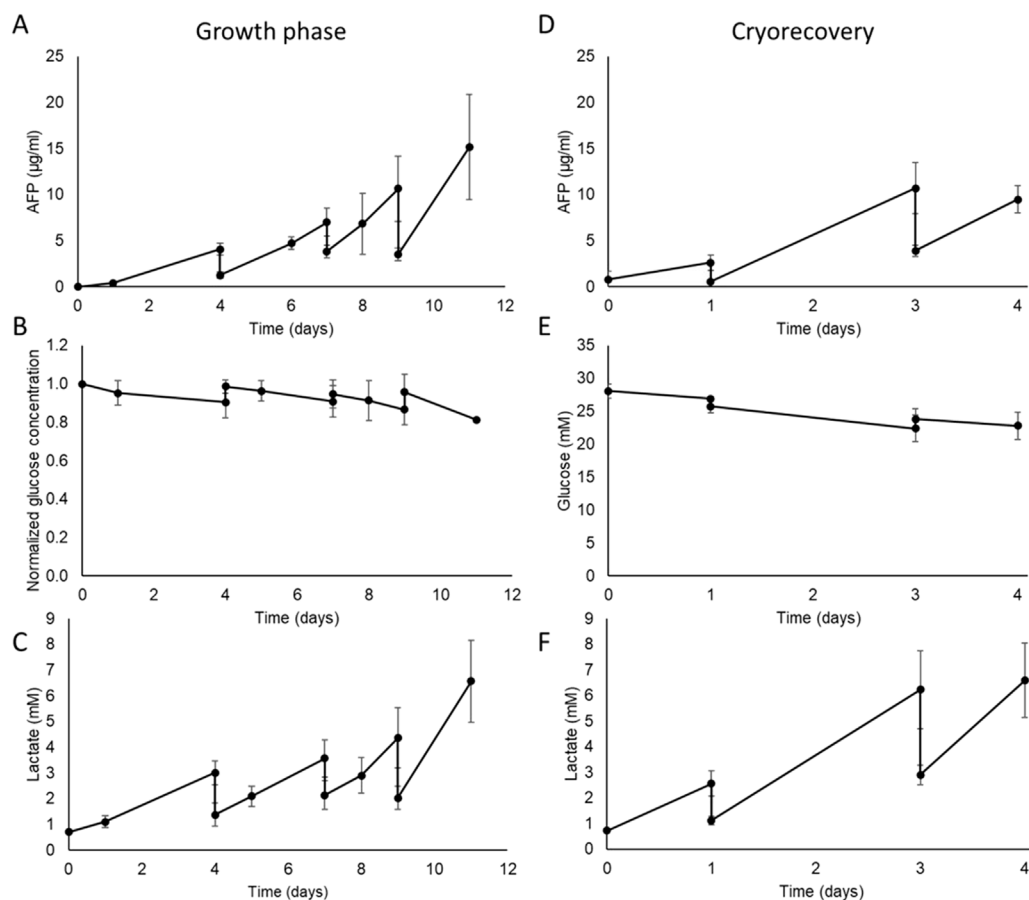 A
Growth phase
25
20
15
10
5
0
AFP (µg/ml)
0 2 4 6 8 10 12
Time (days)
B
1.2
1.0
0.8
0.6
0.4
0.2
0.0
Normalized glucose concentration
0 2 4 6 8 10 12
Time (days)
C
9
8
7
6
5
4
3
2
1
0
Lactate (mM)
0 2 4 6 8 10 12
Time (days)
D
Cryorecovery
25
20
15
10
5
0
AFP (µg/ml)
0 1 2 3 4
Time (days)
E
35
30
25
20
15
10
5
0
Glucose (mM)
0 1 2 3 4
Time (days)
F
9
8
7
6
5
4
3
2
1
0
Lactate (mM)
0 1 2 3 4
Time (days)